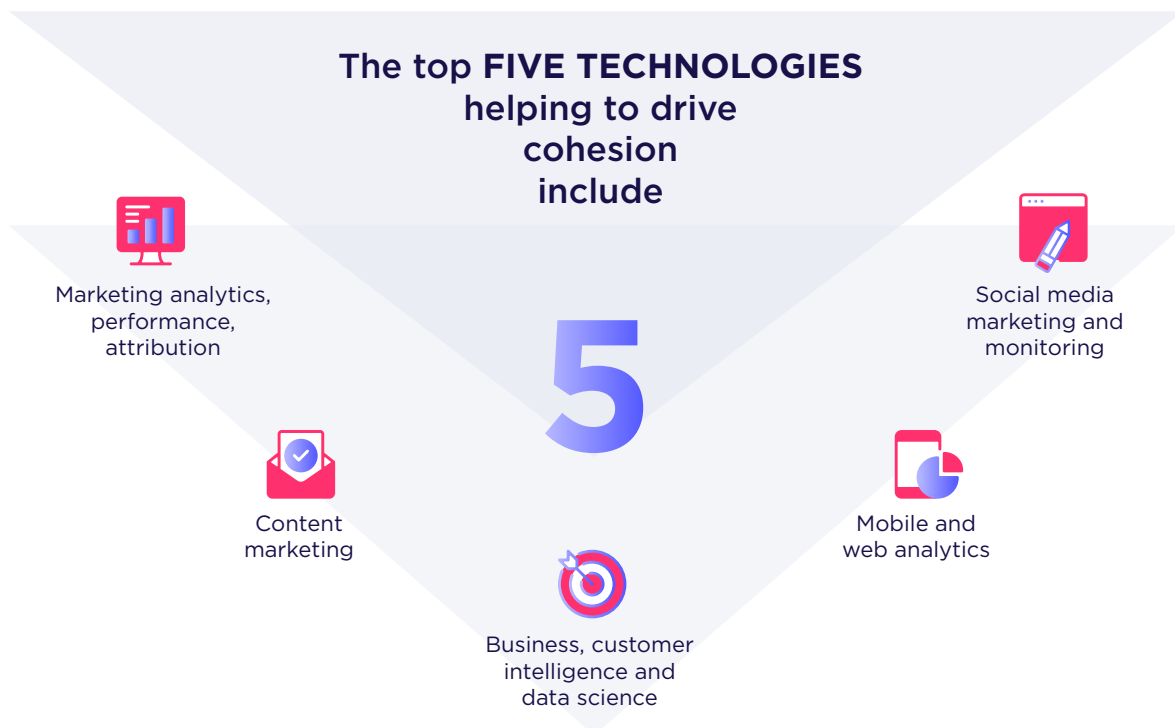 The top FIVE TECHNOLOGIES
helping to drive
cohesion
include
Marketing analytics,
performance,
attribution
Social media
marketing and
monitoring
5
Content
marketing
Mobile and
web analytics
Business, customer
intelligence and
data science